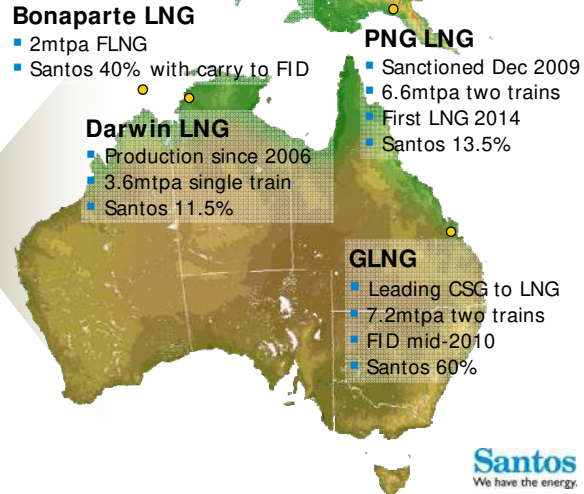 Bonaparte LNG
2mtpa FLNG
Santos 40% with carry to FID
PNG LNG
Sanctioned Dec 2009
6.6mtpa two trains
First LNG 2014
Santos 13.5%
Darwin LNG
Production since 2006
3.6mtpa single train
Santos 11.5%
GLNG
Leading CSG to LNG
7.2mtpa two trains
FID mid-2010
Santos 60%
Santos
We have the energy.